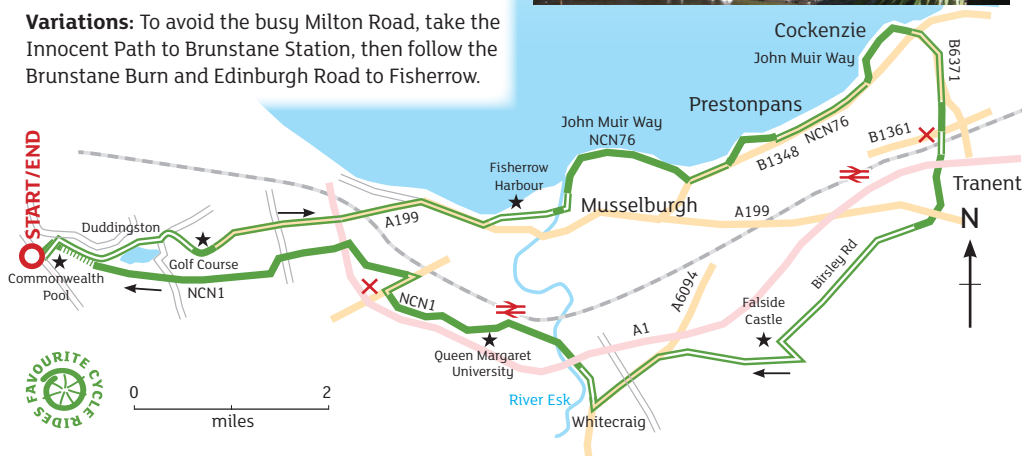 Variations: To avoid the busy Milton Road, take the
Innocent Path to Brunstane Station, then follow the
Brunstane Burn and Edinburgh Road to Fisherrow.
Cockenzie
John Muir Way
B6371
Prestonpans
NCN76
B1348
B1361
John Muir Way
NCN76
Fisherrow
Harbour
Musselburgh
A199
Tranent
N
START/END
Duddingston
A199
Golf Course
Commonwealth
Pool
NCN1
NCN1
Birsley Rd
A6094
Falside
Castle
A1
Queen Margaret
University
River Esk
Whitecraig
FAVOURITE CYCLE RIDES
0
2
miles